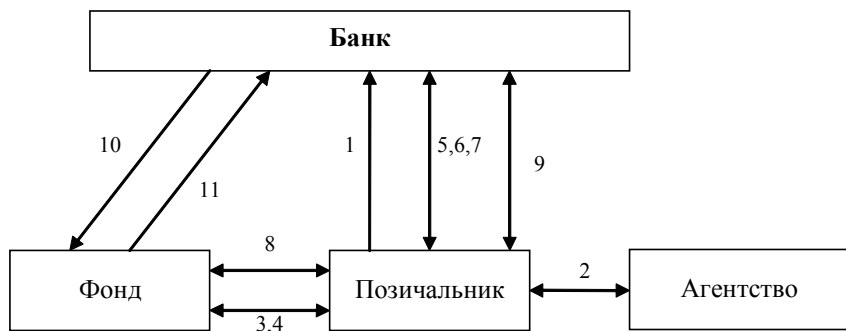 Банк
10
11
1
5,6,7
9
8
3,4
2
Фонд
Позичальник
Агентство